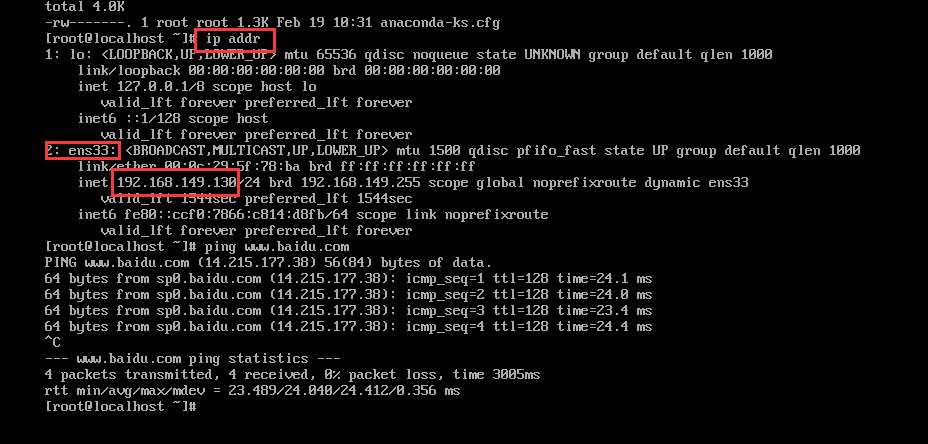 total 4.0K
-rw-------. 1 root root 1.3K Feb 19 10:31 anaconda-ks.cfg
[root@localhost ~]# ip addr
1: lo: <LOOPBACK,UP,LOWER_UP> mtu 65536 qdisc noqueue state UNKNOWN group default qlen 1000
link/loopback 00:00:00:00:00:00 brd 00:00:00:00:00:00
inet 127.0.0.1/8 scope host lo
valid_lft forever preferred_lft forever
inet6 ::1/128 scope host
valid_lft forever preferred_lft forever
2: ens33: <BROADCAST,MULTICAST,UP,LOWER_UP> mtu 1500 qdisc pfifo_fast state UP group default qlen 1000
link/ether 00:0c:29:5f:78:ba brd ff:ff:ff:ff:ff:ff
inet 192.168.149.130/24 brd 192.168.149.255 scope global noprefixroute dynamic ens33
valid_lft 1544sec preferred_lft 1544sec
inet6 fe80::ccf0:7866:c814:d8fb/64 scope link noprefixroute
valid_lft forever preferred_lft forever
[root@localhost ~]# ping www.baidu.com
PING www.baidu.com (14.215.177.38) 56(84) bytes of data.
64 bytes from sp0.baidu.com (14.215.177.38): icmp_seq=1 ttl=128 time=24.1 ms
64 bytes from sp0.baidu.com (14.215.177.38): icmp_seq=2 ttl=128 time=24.0 ms
64 bytes from sp0.baidu.com (14.215.177.38): icmp_seq=3 ttl=128 time=23.4 ms
64 bytes from sp0.baidu.com (14.215.177.38): icmp_seq=4 ttl=128 time=24.4 ms
^C
--- www.baidu.com ping statistics ---
4 packets transmitted, 4 received, 0% packet loss, time 3005ms
rtt min/avg/max/mdev = 23.489/24.040/24.412/0.356 ms
[root@localhost ~]#